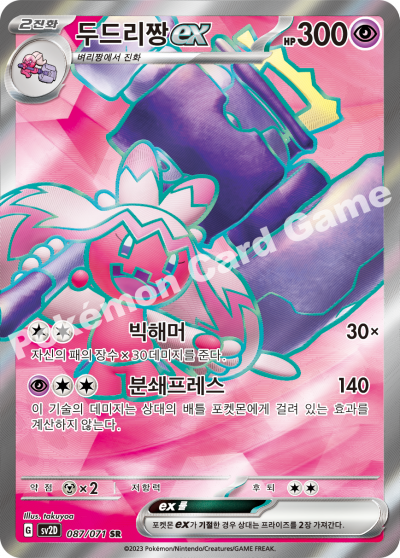 2진화
두드리짱ex
HP 300
벼리짱에서 진화
Pokémon Card Game
빅해머 30×
자신의 패의 장수×30데미지를 준다.
분쇄프레스 140
이 기술의 데미지는 상대의 배틀 포켓몬에게 걸려 있는 효과를
계산하지 않는다.
약점 ×2 저항력 후퇴
Illus. takuyoa
G sv2D 087/071 SR
ex 룰
포켓몬 ex가 기절한 경우 상대는 프라이즈를 2장 가져간다.
©2023 Pokémon/Nintendo/Creatures/GAME FREAK.